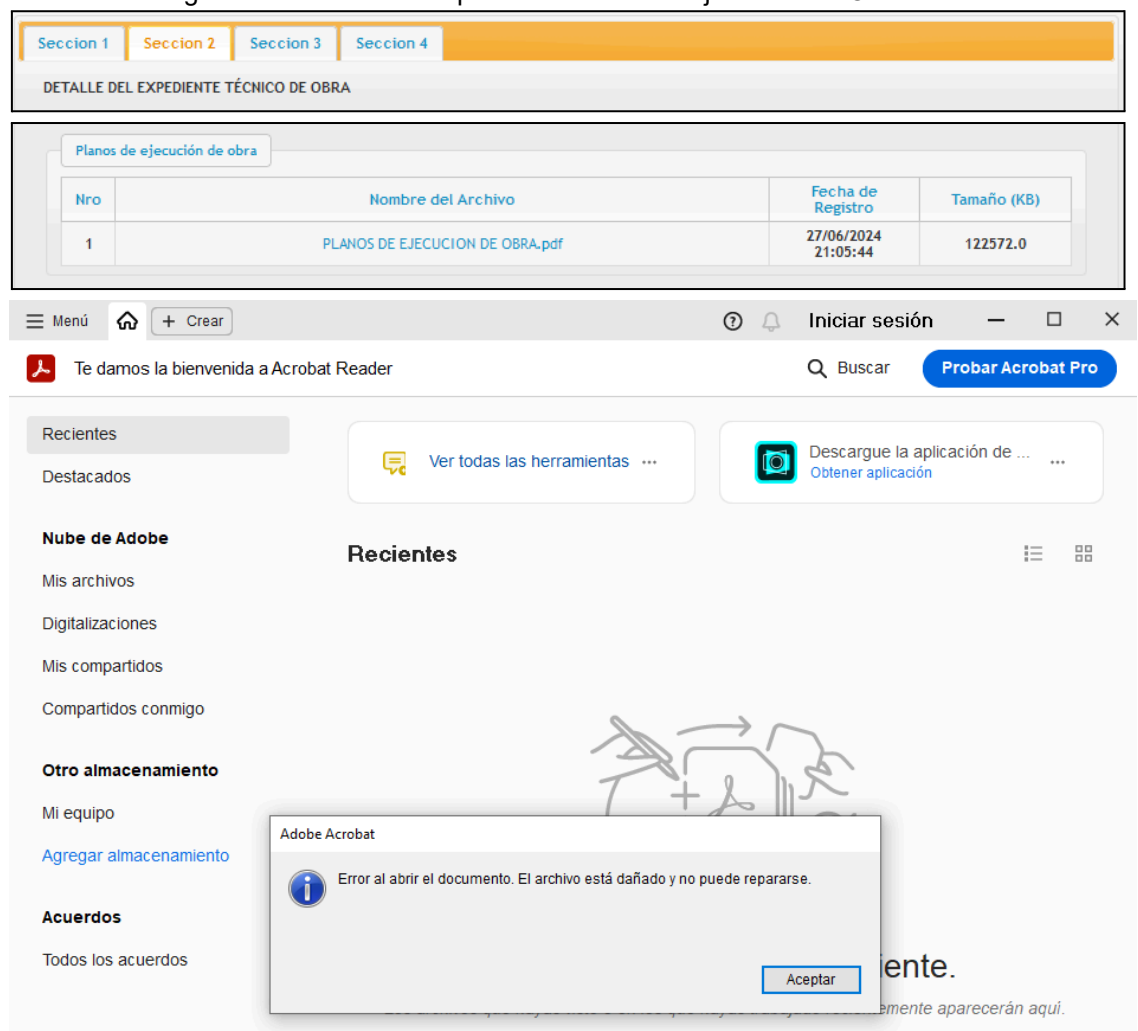 Seccion 1 Seccion 2 Seccion 3 Seccion 4
DETALLE DEL EXPEDIENTE TÉCNICO DE OBRA
Planos de ejecución de obra
Nro Nombre del Archivo Fecha de Registro Tamaño (KB)
1 PLANOS DE EJECUCION DE OBRA.pdf 27/06/2024 21:05:44 122572.0
Menú + Crear Iniciar sesión
Te damos la bienvenida a Acrobat Reader Buscar Probar Acrobat Pro
Recientes
Destacados
Ver todas las herramientas ...
Descargue la aplicación de ... ...
Obtener aplicación
Nube de Adobe
Recientes
Mis archivos
Digitalizaciones
Mis compartidos
Compartidos conmigo
Otro almacenamiento
Mi equipo
Agregar almacenamiento
Acuerdos
Todos los acuerdos
Adobe Acrobat
Error al abrir el documento. El archivo está dañado y no puede repararse.
Aceptar
iente.
emente aparecerán aquí.